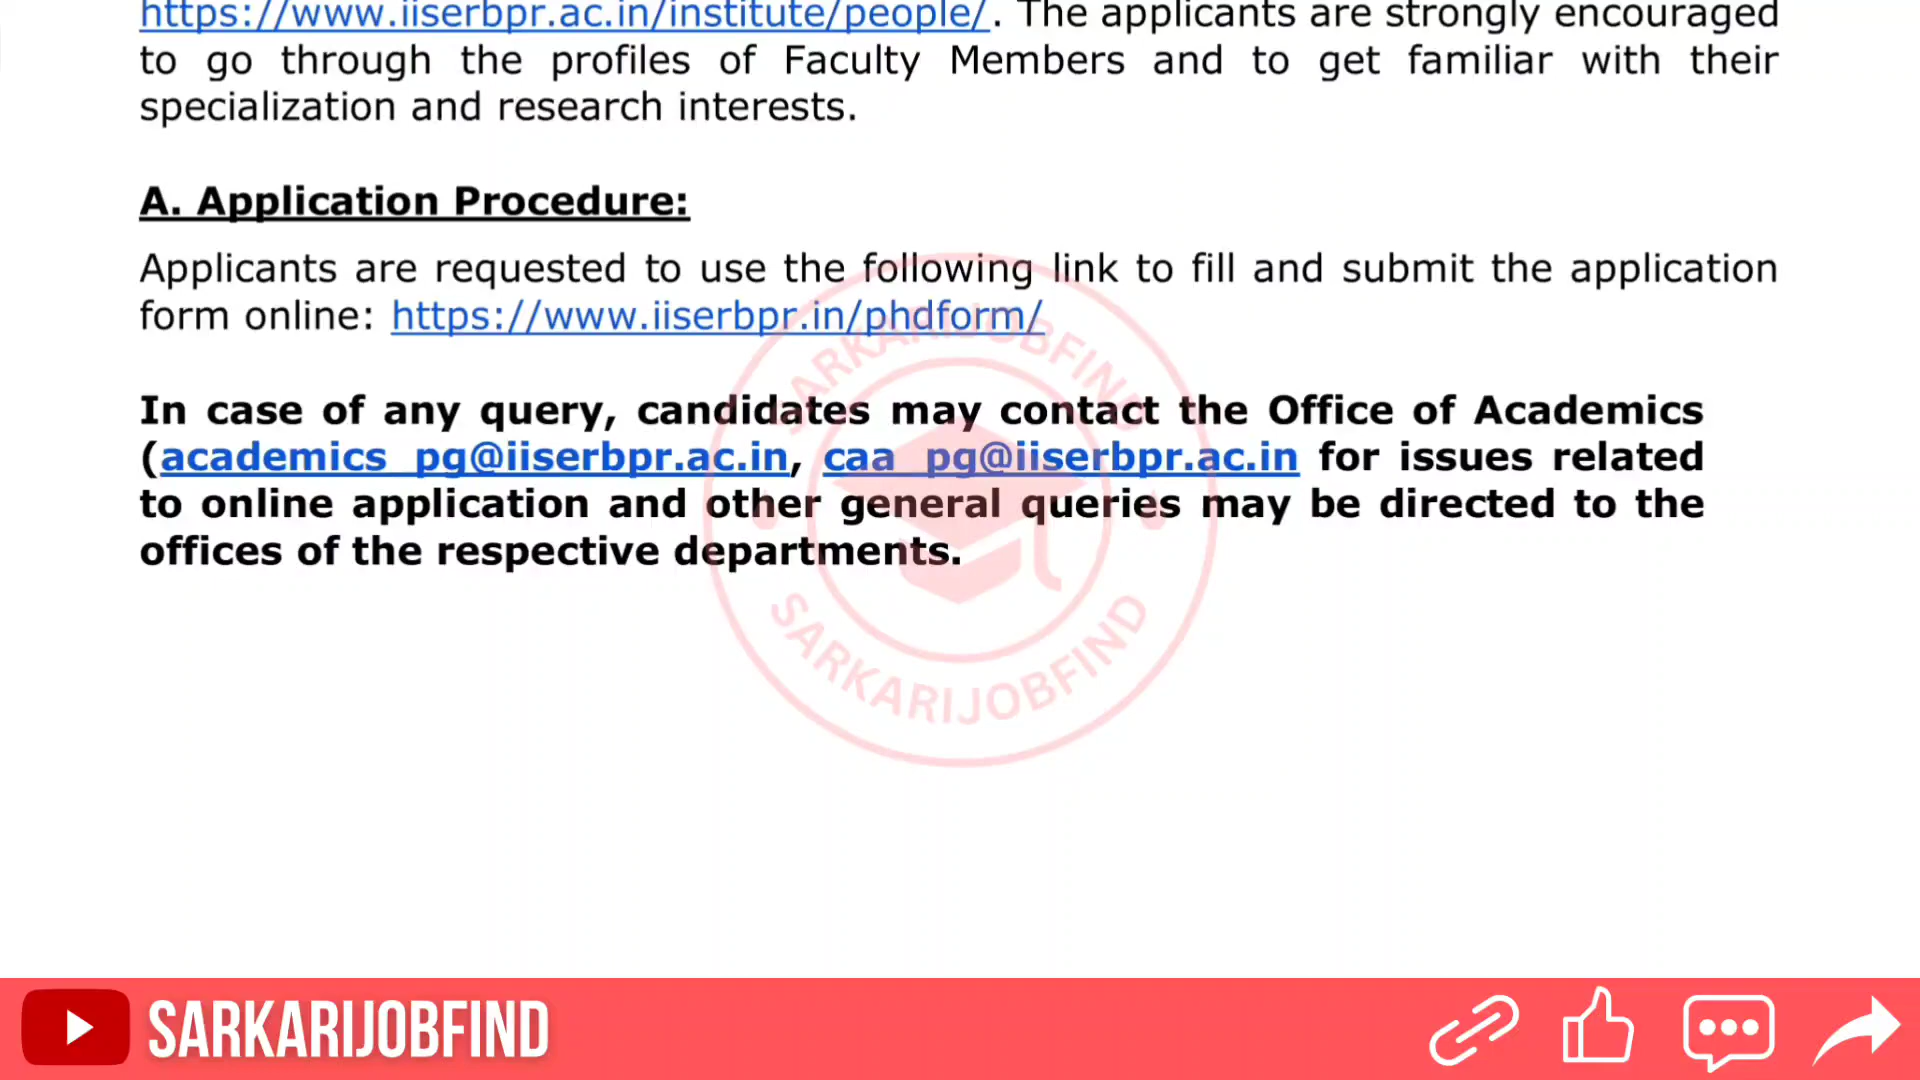 https://www.iiserbpr.ac.in/institute/people/. The applicants are strongly encouraged
to go through the profiles of Faculty Members and to get familiar with their
specialization and research interests.
A. Application Procedure:
Applicants are requested to use the following link to fill and submit the application
form online: https://www.iiserbpr.in/phdform/
In case of any query, candidates may contact the Office of Academics
(academics_pg@iiserbpr.ac.in, caa_pg@iiserbpr.ac.in for issues related
to online application and other general queries may be directed to the
offices of the respective departments.
SARKARIJOBFIND
SARKARIJOBFIND
SARKARIJOBFIND